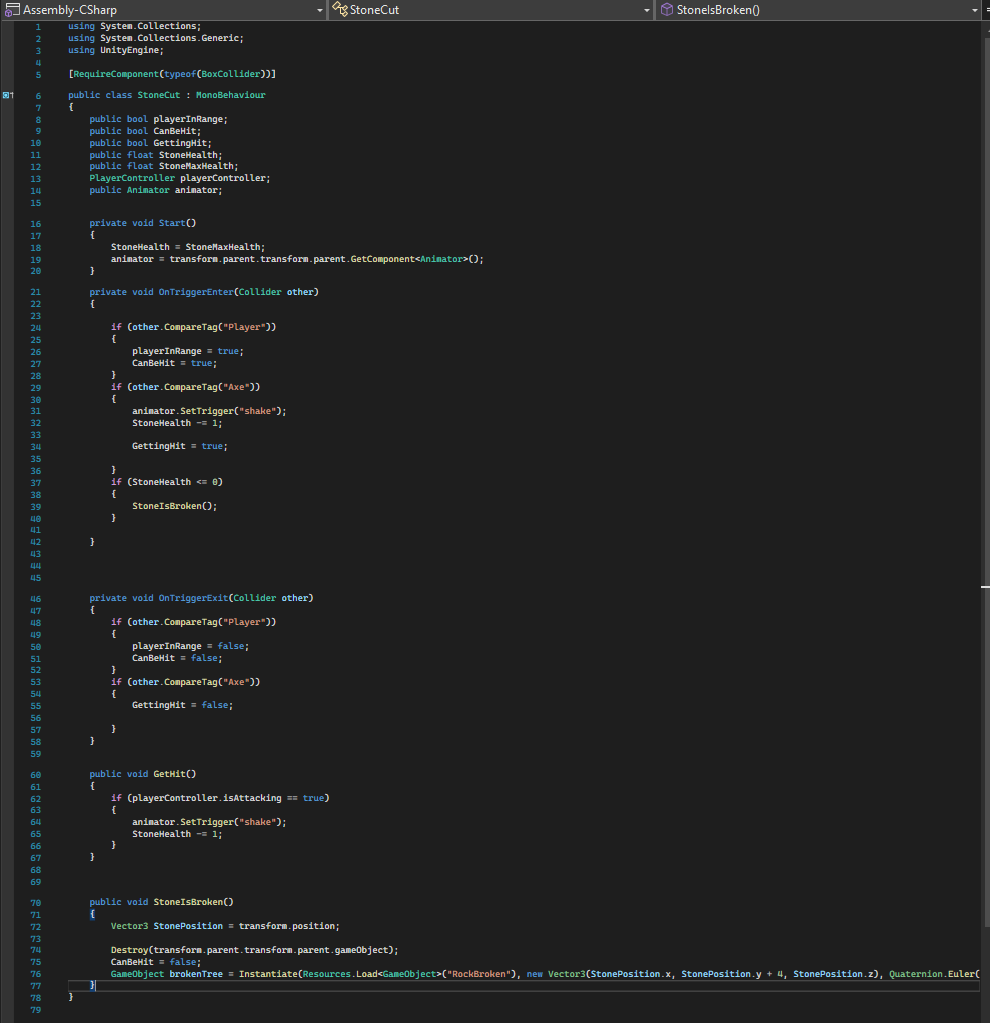 Assembly-CSharp StoneCut StoneIsBroken()
1 using System.Collections;
2 using System.Collections.Generic;
3 using UnityEngine;
4
5 [RequireComponent(typeof(BoxCollider))]
6 public class StoneCut : MonoBehaviour
7 {
8 public bool playerInRange;
9 public bool CanBeHit;
10 public bool GettingHit;
11 public float StoneHealth;
12 public float StoneMaxHealth;
13 PlayerController playerController;
14 public Animator animator;
15
16 private void Start()
17 {
18 StoneHealth = StoneMaxHealth;
19 animator = transform.parent.transform.parent.GetComponent<Animator>();
20 }
21 private void OnTriggerEnter(Collider other)
22 {
23
24 if (other.CompareTag("Player"))
25 {
26 playerInRange = true;
27 CanBeHit = true;
28 }
29 if (other.CompareTag("Axe"))
30 {
31 animator.SetTrigger("shake");
32 StoneHealth -= 1;
33
34 GettingHit = true;
35
36 }
37 if (StoneHealth <= 0)
38 {
39 StoneIsBroken();
40 }
41
42 }
43
44
45
46 private void OnTriggerExit(Collider other)
47 {
48 if (other.CompareTag("Player"))
49 {
50 playerInRange = false;
51 CanBeHit = false;
52 }
53 if (other.CompareTag("Axe"))
54 {
55 GettingHit = false;
56
57 }
58 }
59
60 public void GetHit()
61 {
62 if (playerController.isAttacking == true)
63 {
64 animator.SetTrigger("shake");
65 StoneHealth -= 1;
66 }
67 }
68
69
70 public void StoneIsBroken()
71 {
72 Vector3 StonePosition = transform.position;
73
74 Destroy(transform.parent.transform.parent.gameObject);
75 CanBeHit = false;
76 GameObject brokenTree = Instantiate(Resources.Load<GameObject>("RockBroken"), new Vector3(StonePosition.x, StonePosition.y + 4, StonePosition.z), Quaternion.Euler(
77 }
78 }
79